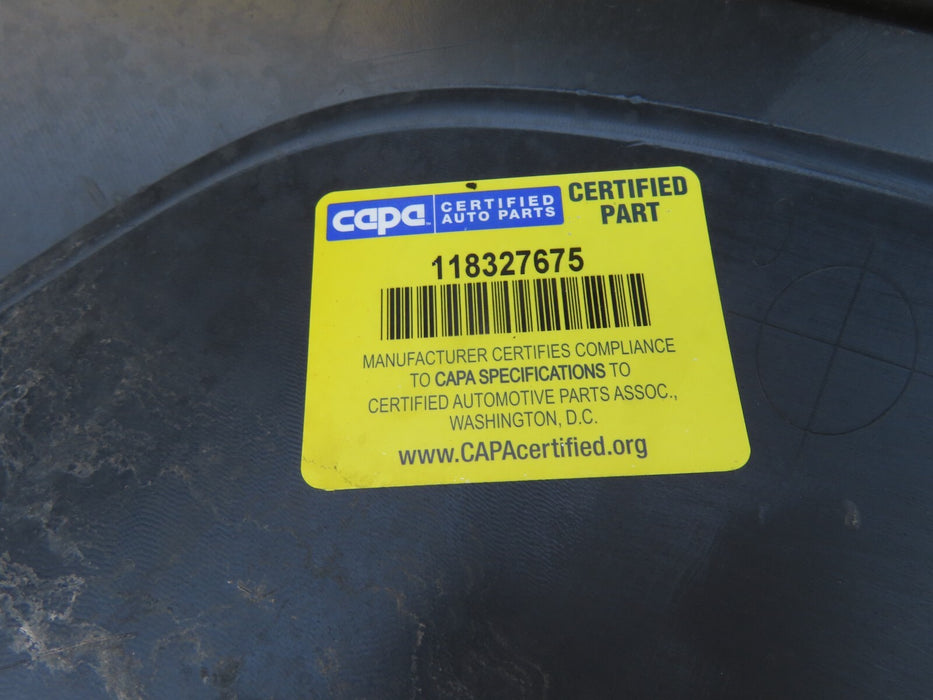 capa™ CERTIFIED AUTO PARTS
CERTIFIED PART
118327675
MANUFACTURER CERTIFIES COMPLIANCE
TO CAPA SPECIFICATIONS TO
CERTIFIED AUTOMOTIVE PARTS ASSOC.,
WASHINGTON, D.C.
www.CAPAcertified.org